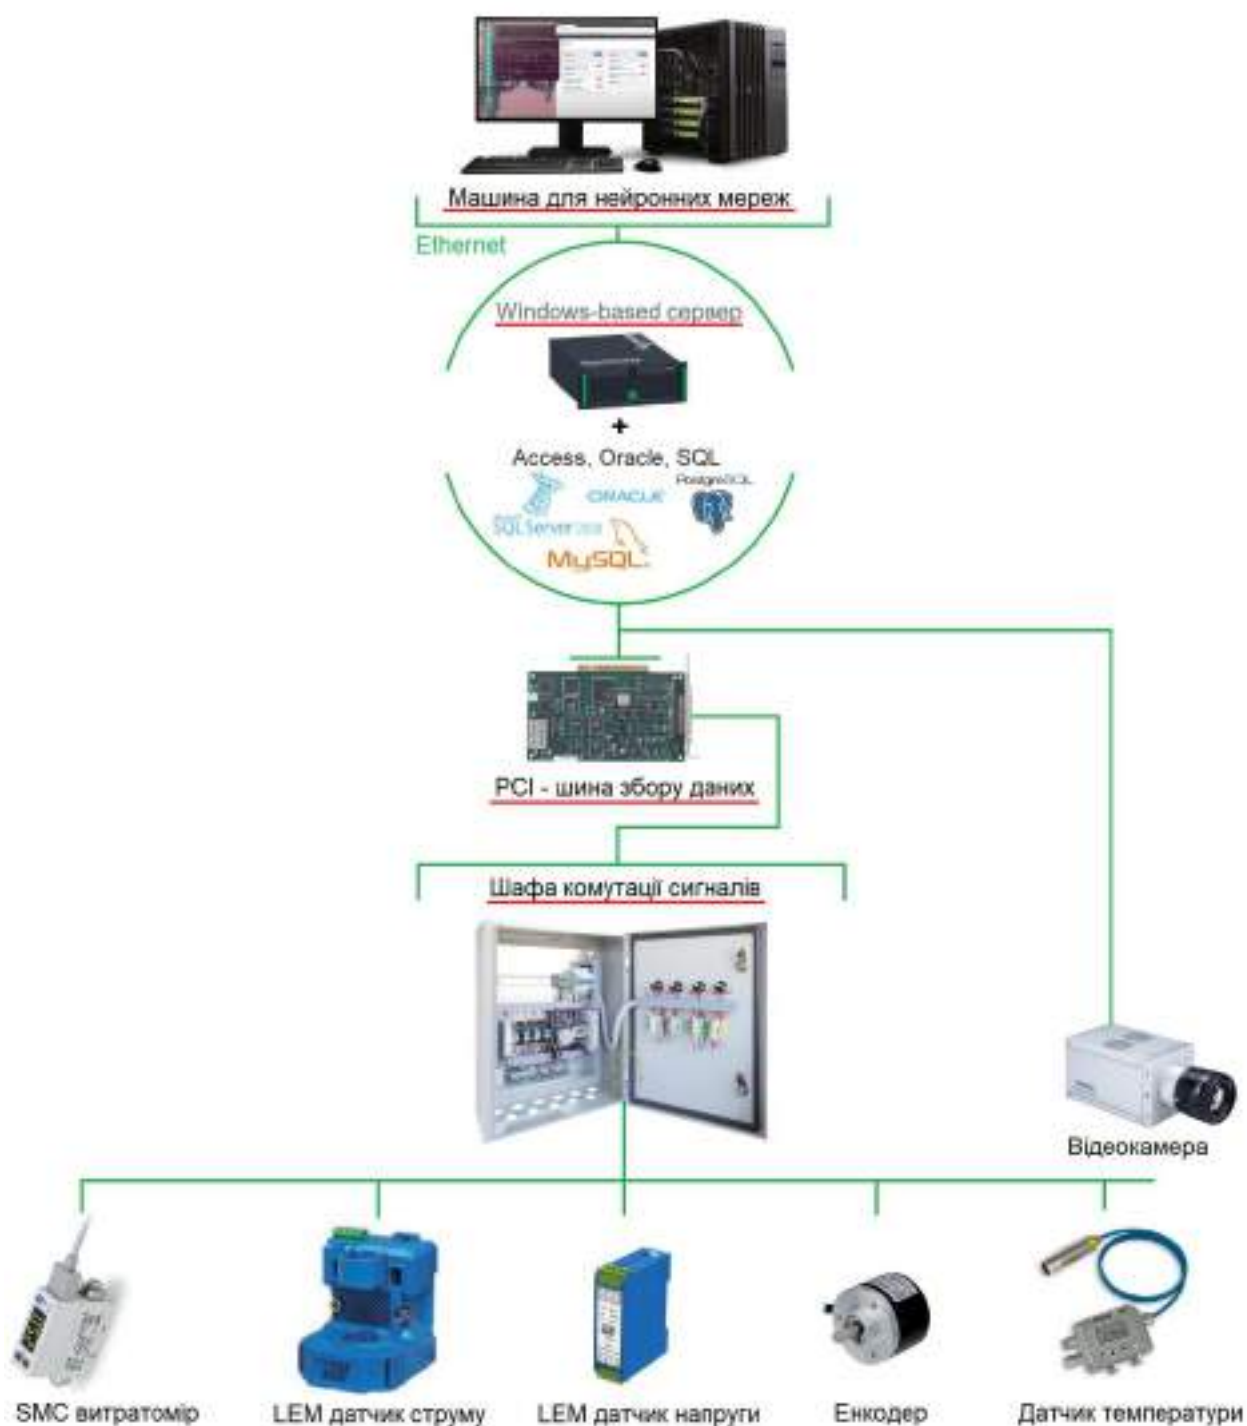 Машина для нейронних мереж
Ethernet
Windows-based сервер
+
Access, Oracle, SQL
PostgreSQL
ORACLE
SQL Server
MySQL
PCI - шина збору даних
Шафа комутації сигналів
Відеокамера
SMC витратомір
LEM датчик струму
LEM датчик напруги
Енкодер
Датчик температури